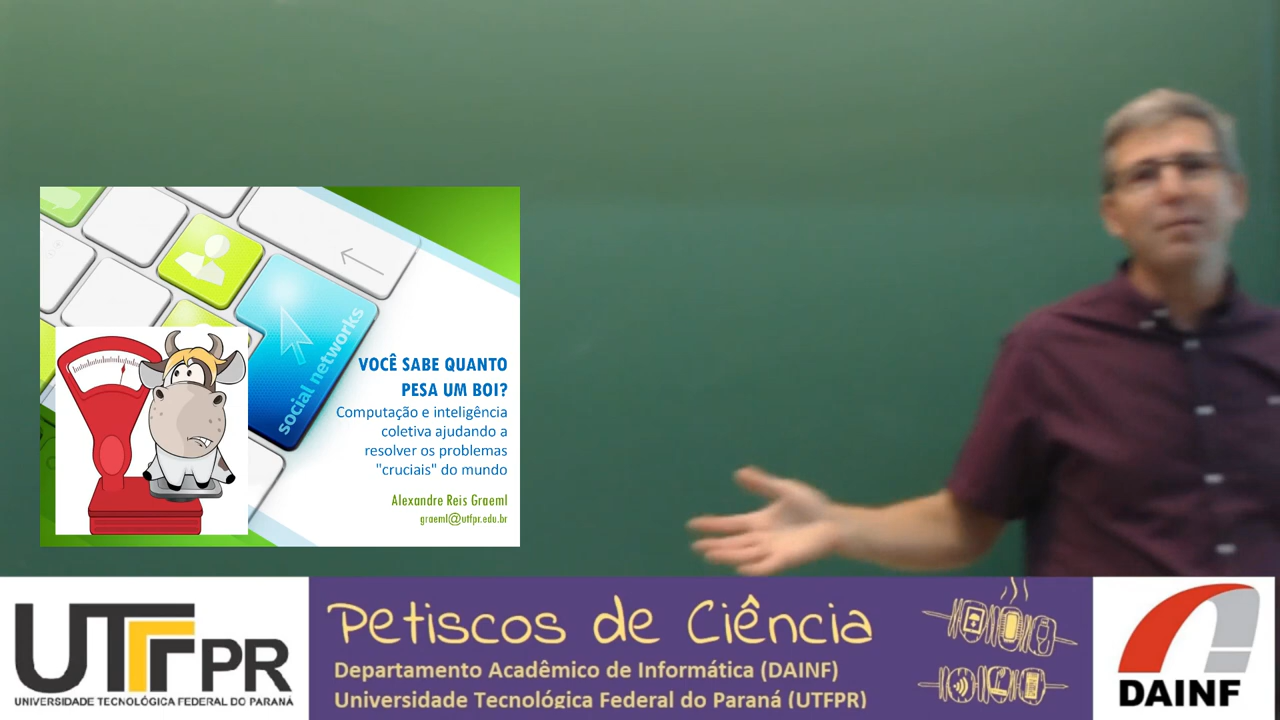 social networks
VOCÊ SABE QUANTO
PESA UM BOI?
Computação e inteligência
coletiva ajudando a
resolver os problemas
"cruciais" do mundo
Alexandre Reis Graeml
graeml@utfpr.edu.br
UTFPR
UNIVERSIDADE TECNOLÓGICA FEDERAL DO PARANÁ
Petiscos de Ciência
Departamento Acadêmico de Informática (DAINF)
Universidade Tecnológica Federal do Paraná (UTFPR)
DAINF